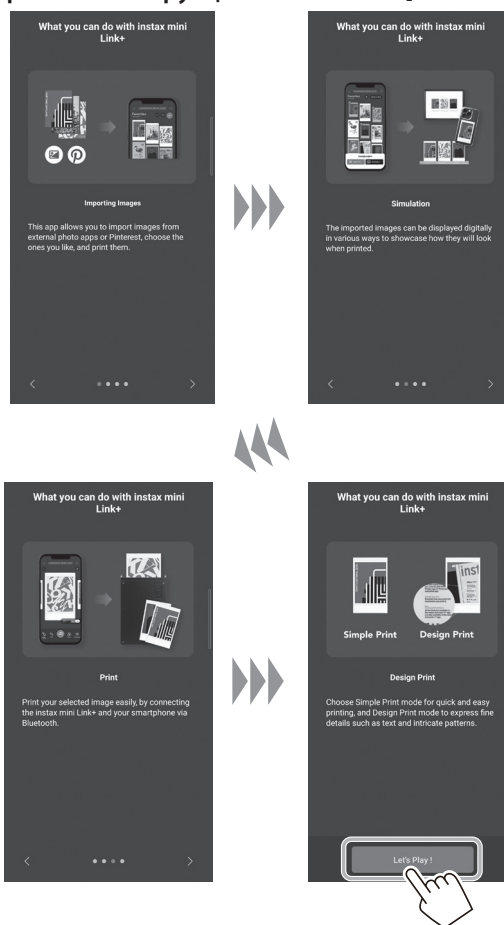 What you can do with instax mini
Link+
Importing Images
This app allows you to import images from
external photo apps or Pinterest, choose the
ones you like, and print them.
What you can do with instax mini
Link+
Simulation
The imported images can be displayed digitally
in various ways to showcase how they will look
when printed.
What you can do with instax mini
Link+
Print
Print your selected image easily, by connecting
the instax mini Link+ and your smartphone via
Bluetooth.
What you can do with instax mini
Link+
Simple Print
Design Print
Design Print
Choose Simple Print mode for quick and easy
printing, and Design Print mode to express fine
details such as text and intricate patterns.
Let's Play !